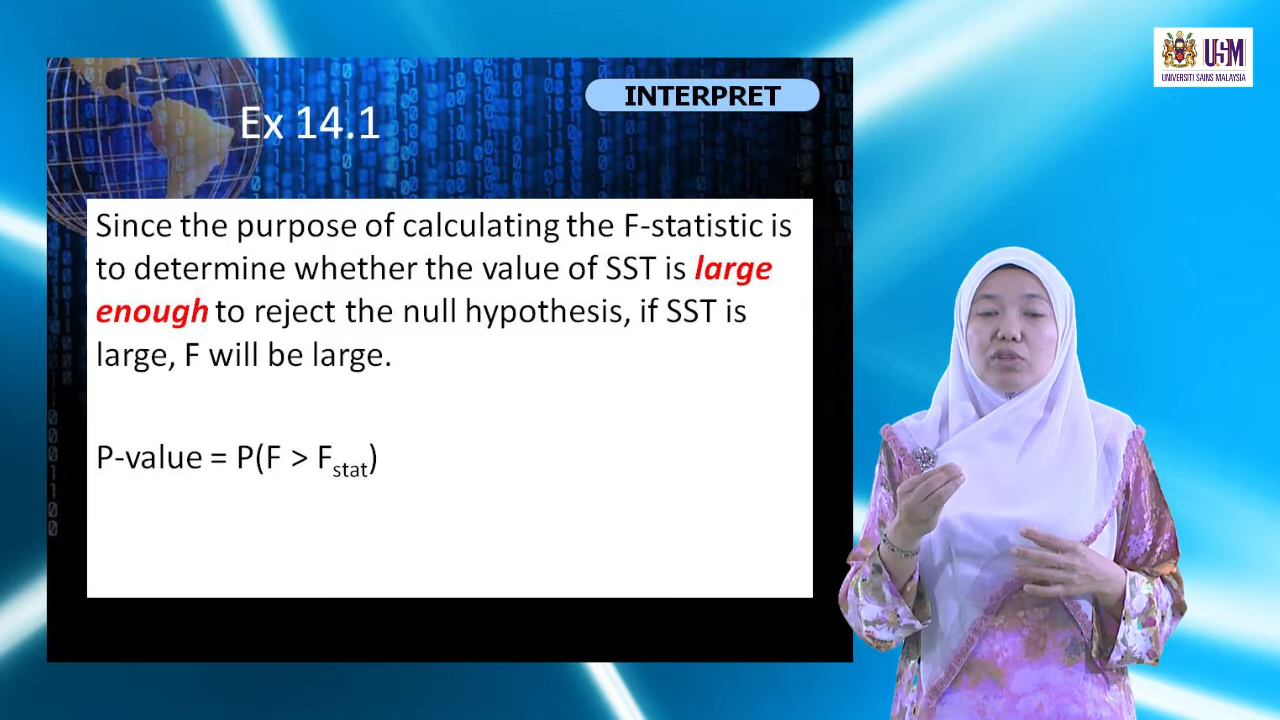 USM
UNIVERSITI SAINS MALAYSIA
INTERPRET
Ex 14.1
Since the purpose of calculating the F-statistic is
to determine whether the value of SST is large
enough to reject the null hypothesis, if SST is
large, F will be large.
P-value = P(F > Fstat)